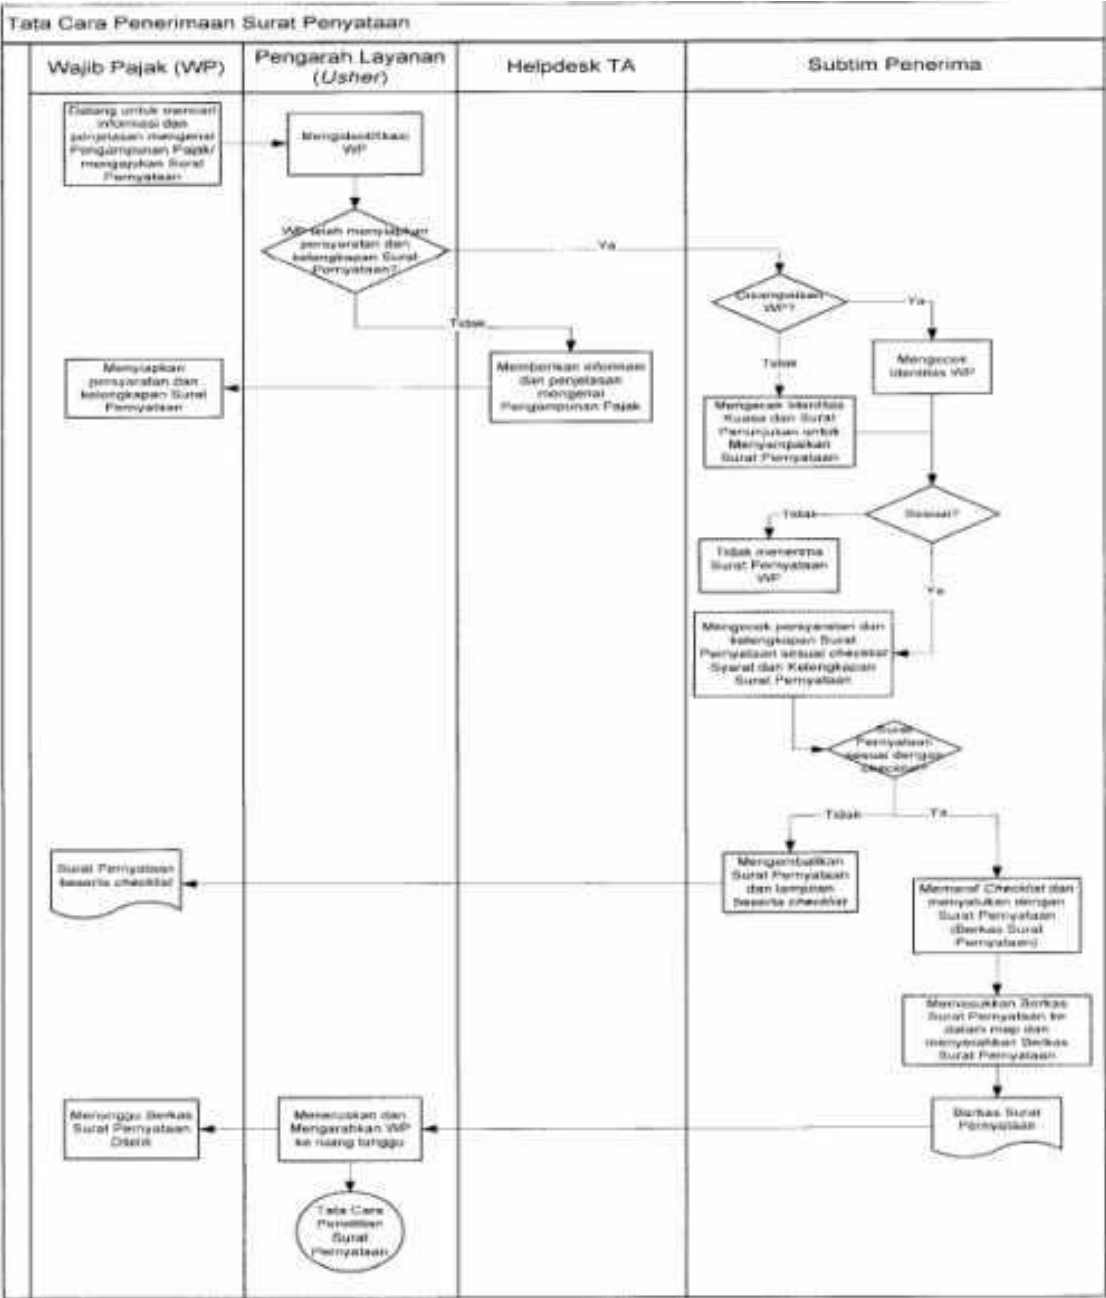 Tata Cara Penerimaan Surat Penyataan
Wajib Pajak (WP)
Pengarah Layanan
(Usher)
Helpdesk TA
Subtim Penerima
Datang untuk mencari
informasi dan
penjelasan mengenai
Pengampunan Pajak/
mengajukan Surat
Pernyataan
Mengidentifikasi
WP
WP telah menyiapkan
persyaratan dan
kelengkapan Surat
Pernyataan?
Ya
Disampaikan
WP?
Ya
Tidak
Tidak
Mengecek
Identitas WP
Menyiapkan
persyaratan dan
kelengkapan Surat
Pernyataan
Memberikan informasi
dan penjelasan
mengenai
Pengampunan Pajak
Mengecek Identitas
Kuasa dan Surat
Penunjukan untuk
Menyampaikan
Surat Pernyataan
Sesuai?
Tidak
Tidak menerima
Surat Pernyataan
WP
Ya
Mengecek persyaratan dan
kelengkapan Surat
Pernyataan sesuai checklist
Syarat dan Kelengkapan
Surat Pernyataan
Surat
Pernyataan
sesuai dengan
checklist?
Tidak
Ya
Surat Pernyataan
beserta checklist
Mengembalikan
Surat Pernyataan
dan lampiran
beserta checklist
Memaraf Checklist dan
menyatukan dengan
Surat Pernyataan
(Berkas Surat
Pernyataan)
Memasukkan Berkas
Surat Pernyataan ke
dalam map dan
menyerahkan Berkas
Surat Pernyataan
Menunggu Berkas
Surat Pernyataan
Diteliti
Meneruskan dan
Mengarahkan WP
ke ruang tunggu
Berkas Surat
Pernyataan
Tata Cara
Penelitian
Surat
Pernyataan